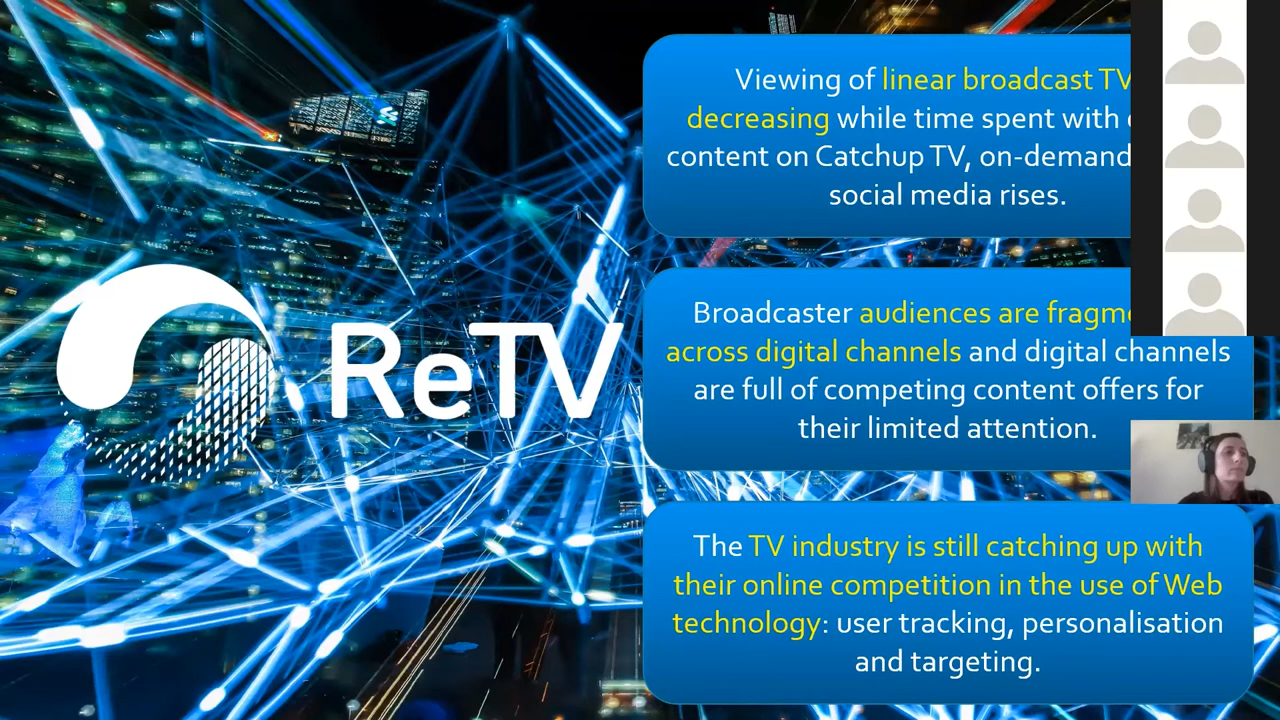 ReTV
Viewing of linear broadcast TV
decreasing while time spent with
content on Catchup TV, on-demand
social media rises.
Broadcaster audiences are
across digital channels and digital channels
are full of competing content offers for
their limited attention.
The TV industry is still catching up with
their online competition in the use of Web
technology: user tracking, personalisation
and targeting.